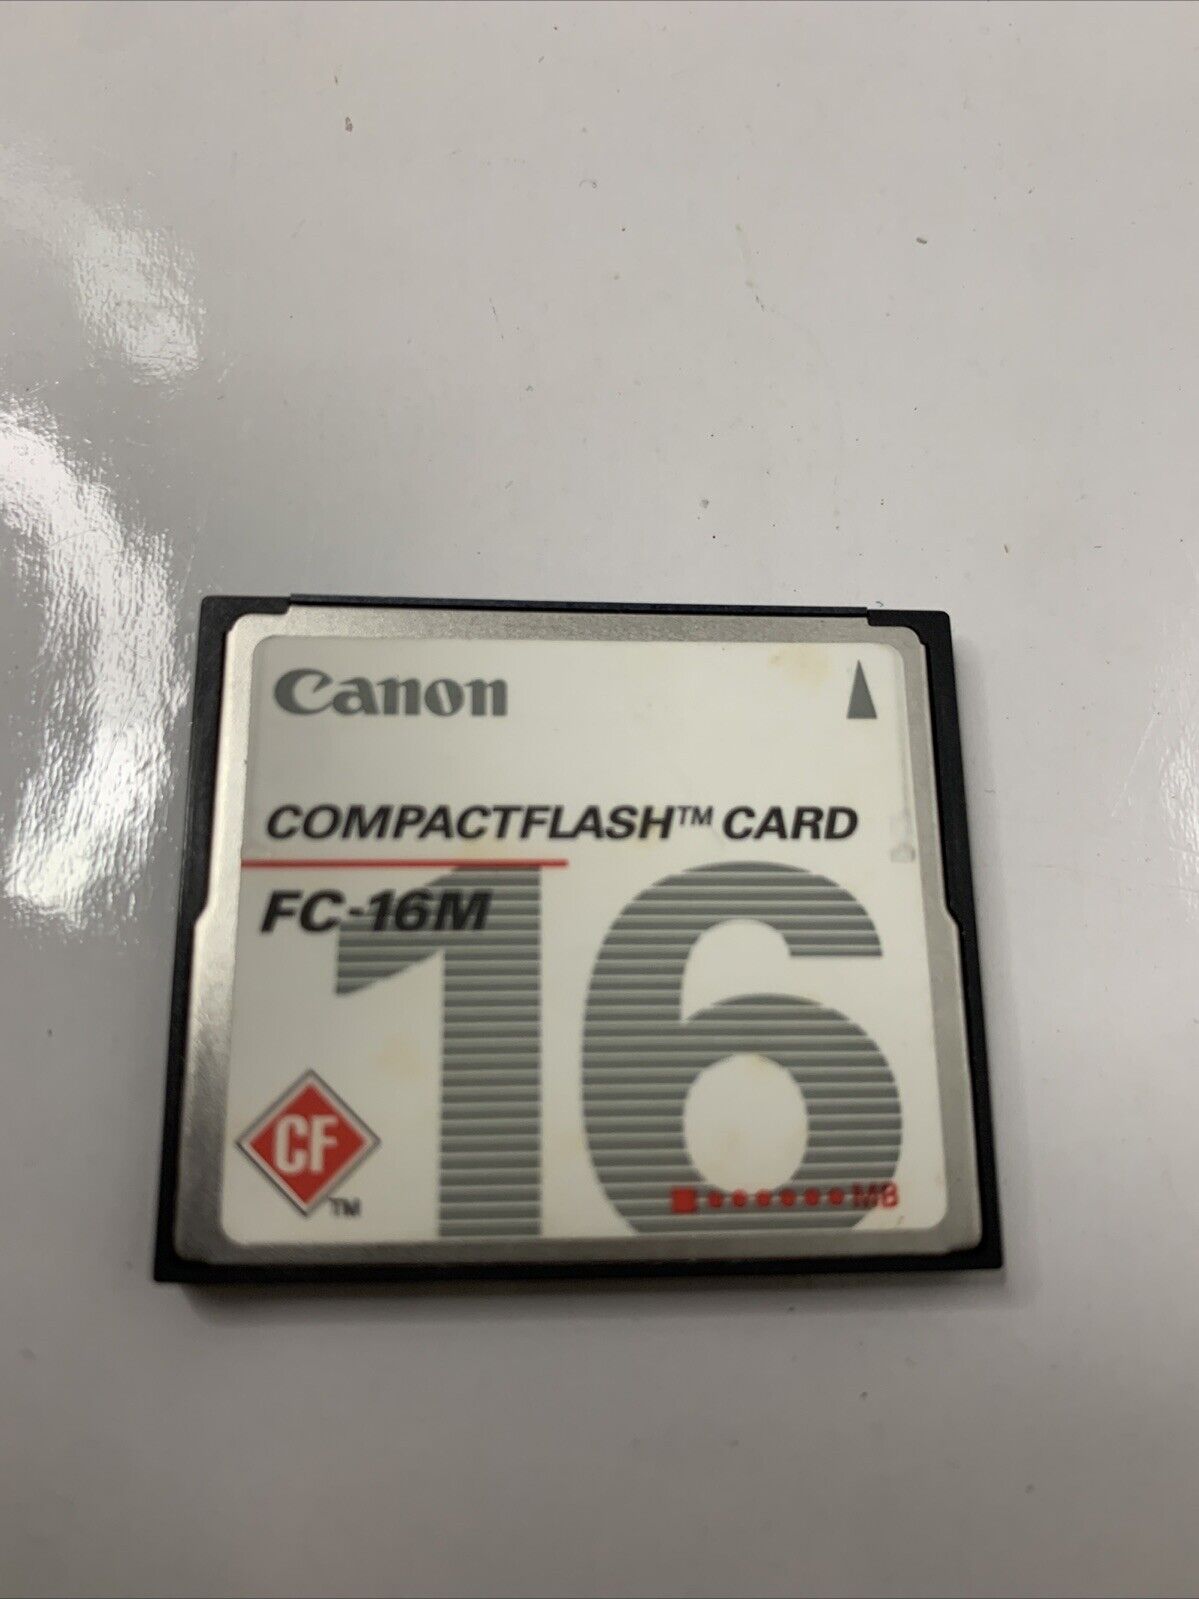 Canon
COMPACTFLASH™ CARD
FC-16M
16
CF
TM
MB